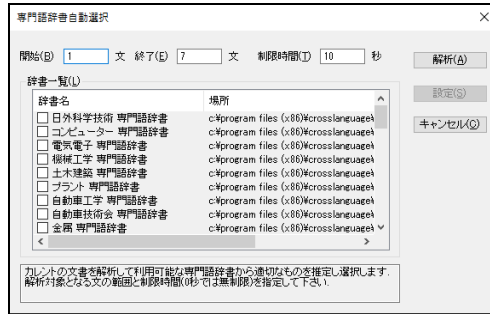 専門語辞書自動選択
開始(B) 1 文 終了(E) 7 文 制限時間(T) 10 秒
解析(A)
設定(S)
キャンセル(C)
辞書一覧(L)
辞書名 場所
日外科学技術 専門語辞書 c:¥program files (x86)¥crosslanguage¥
コンピューター 専門語辞書 c:¥program files (x86)¥crosslanguage¥
電気電子 専門語辞書 c:¥program files (x86)¥crosslanguage¥
機械工学 専門語辞書 c:¥program files (x86)¥crosslanguage¥
土木建築 専門語辞書 c:¥program files (x86)¥crosslanguage¥
プラント 専門語辞書 c:¥program files (x86)¥crosslanguage¥
自動車工学 専門語辞書 c:¥program files (x86)¥crosslanguage¥
自動車技術会 専門語辞書 c:¥program files (x86)¥crosslanguage¥
金属 専門語辞書 c:¥program files (x86)¥crosslanguage¥
カレントの文書を解析して利用可能な専門語辞書から適切なものを推定し選択します.
解析対象となる文の範囲と制限時間(0秒では無制限)を指定して下さい.